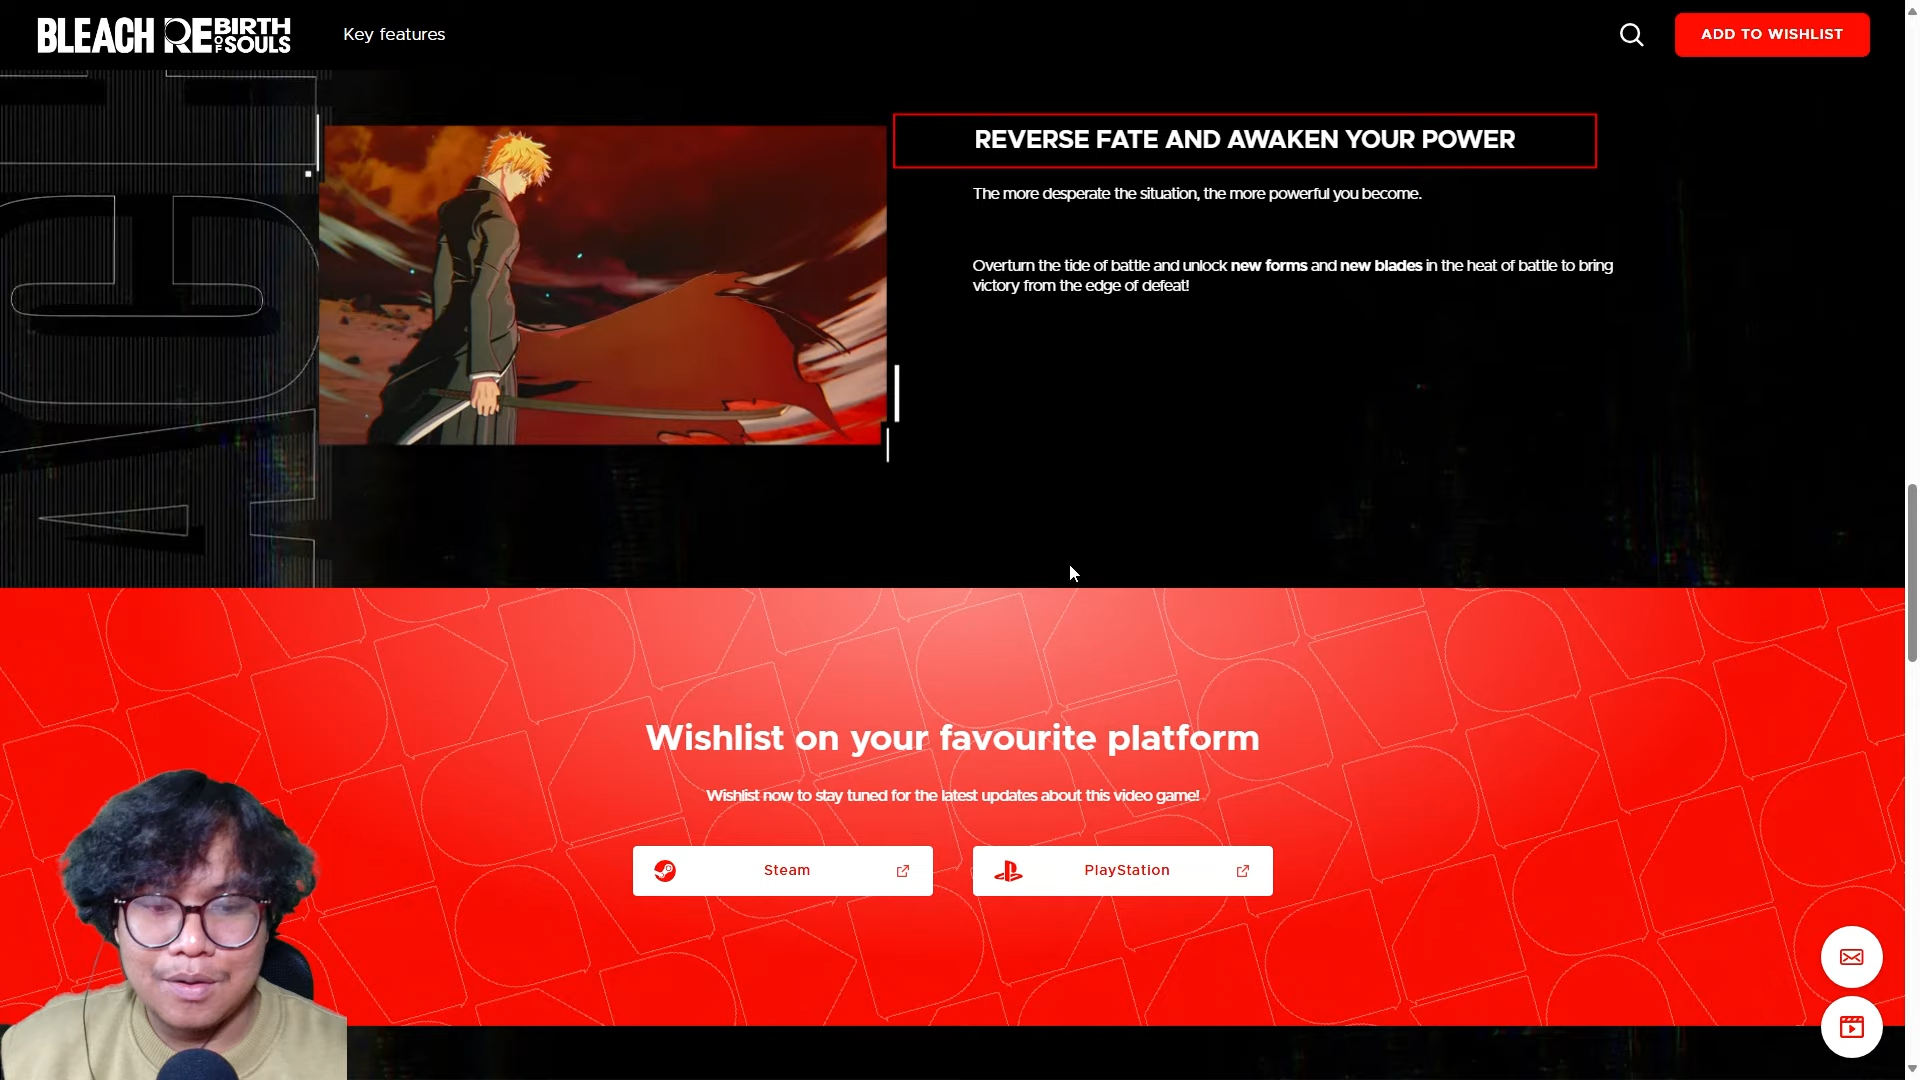 BLEACH REBIRTH OF SOULS
Key features
ADD TO WISHLIST
REVERSE FATE AND AWAKEN YOUR POWER
The more desperate the situation, the more powerful you become.
Overturn the tide of battle and unlock new forms and new blades in the heat of battle to bring
victory from the edge of defeat!
Wishlist on your favourite platform
Wishlist now to stay tuned for the latest updates about this video game!
Steam
PlayStation